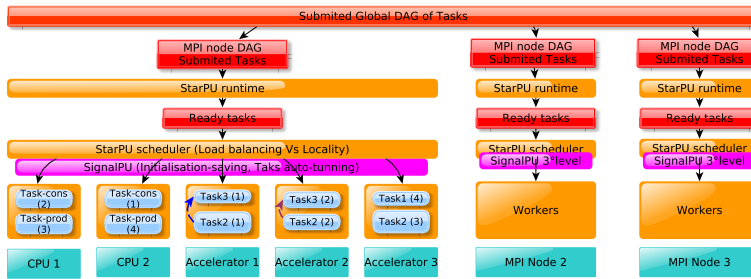 Submited Global DAG of Tasks
MPI node DAG
Submited Tasks
MPI node DAG
Submited Tasks
MPI node DAG
Submited Tasks
StarPU runtime
StarPU runtime
StarPU runtime
Ready tasks
Ready tasks
Ready tasks
StarPU scheduler (Load balancing Vs Locality)
StarPU scheduler
StarPU scheduler
SignalPU (Initialisation-saving, Taks auto-tunning)
SignalPU 3°level
SignalPU 3°level
Task-cons
(2)
Task-prod
(3)
Task-cons
(1)
Task-prod
(4)
Task3 (1)
Task2 (1)
Task3 (2)
Task2 (2)
Task1 (4)
Task2 (3)
Workers
Workers
CPU 1
CPU 2
Accelerator 1
Accelerator 2
Accelerator 3
MPI Node 2
MPI Node 3